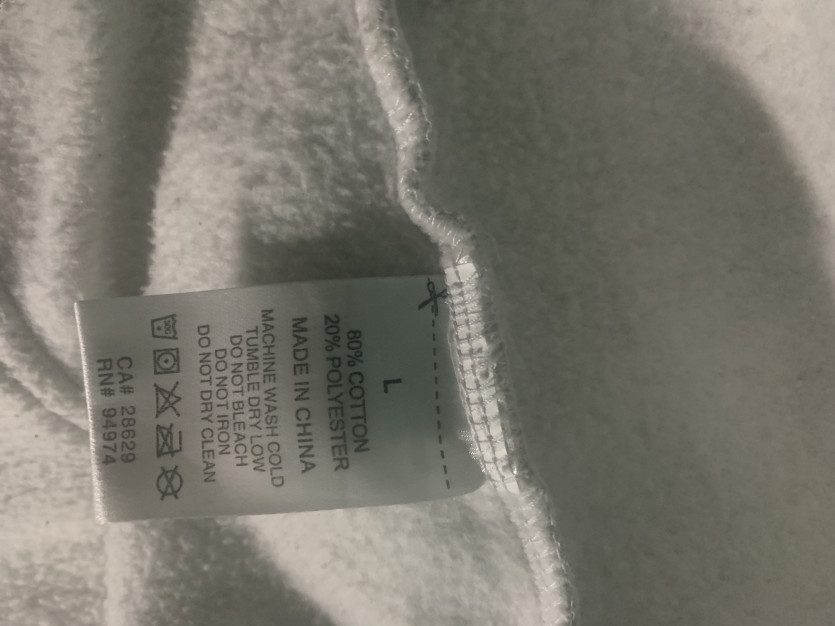 L
80% COTTON
20% POLYESTER
MADE IN CHINA
MACHINE WASH COLD
TUMBLE DRY LOW
DO NOT BLEACH
DO NOT IRON
DO NOT DRY CLEAN
CA# 28629
RN# 94974